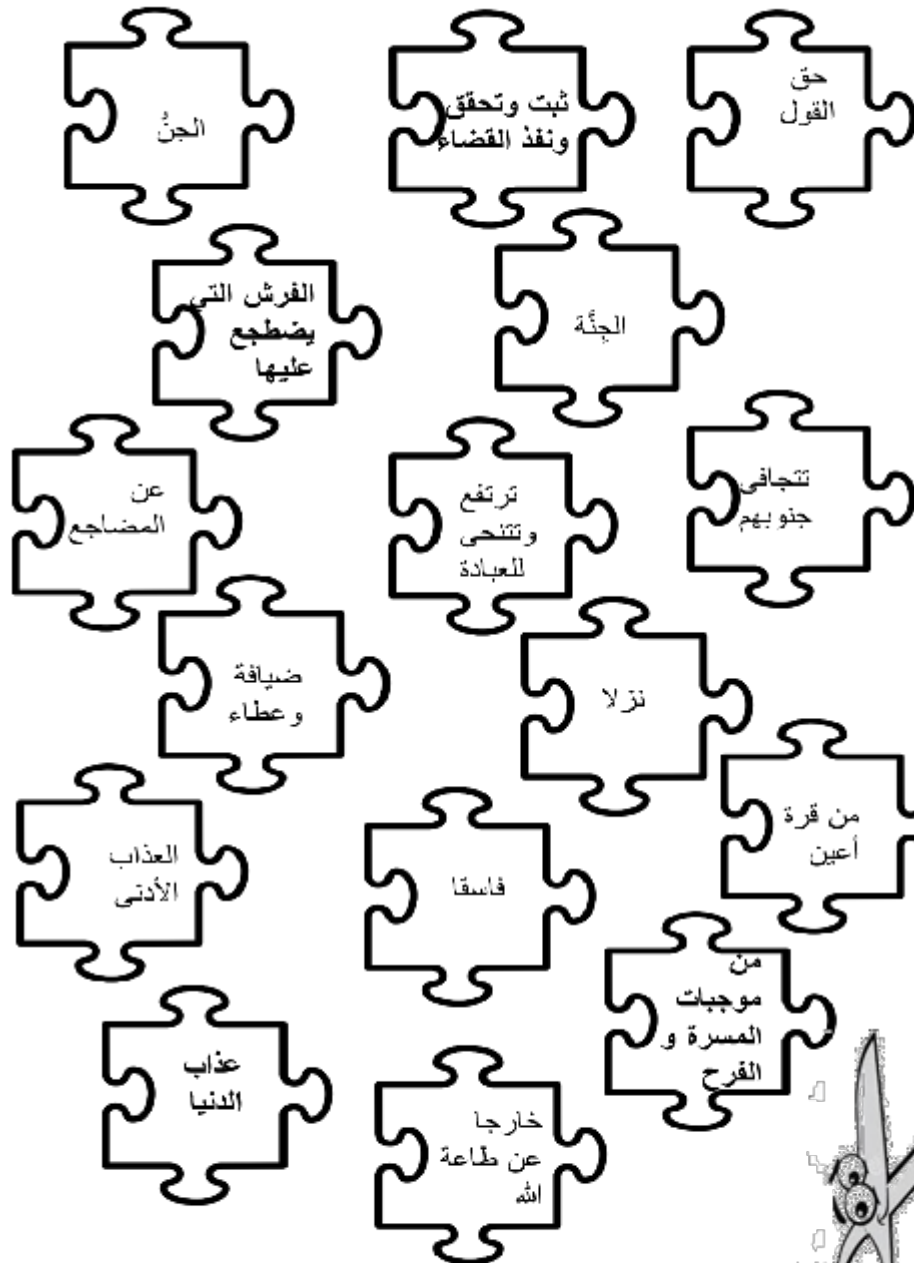 حق
القول
ثبت وتحقق
ونفذ القضاء
الجنُّ
الجِنَّة
الفرش التي
يضطجع
عليها
تتجافى
جنوبهم
ترتفع
وتتنحى
للعبادة
عن
المضاجع
نزلا
ضيافة
وعطاء
من قرة
أعين
فاسقا
العذاب
الأدنى
من
موجبات
المسرة و
الفرح
عذاب
الدنيا
خارجا
عن طاعة
الله